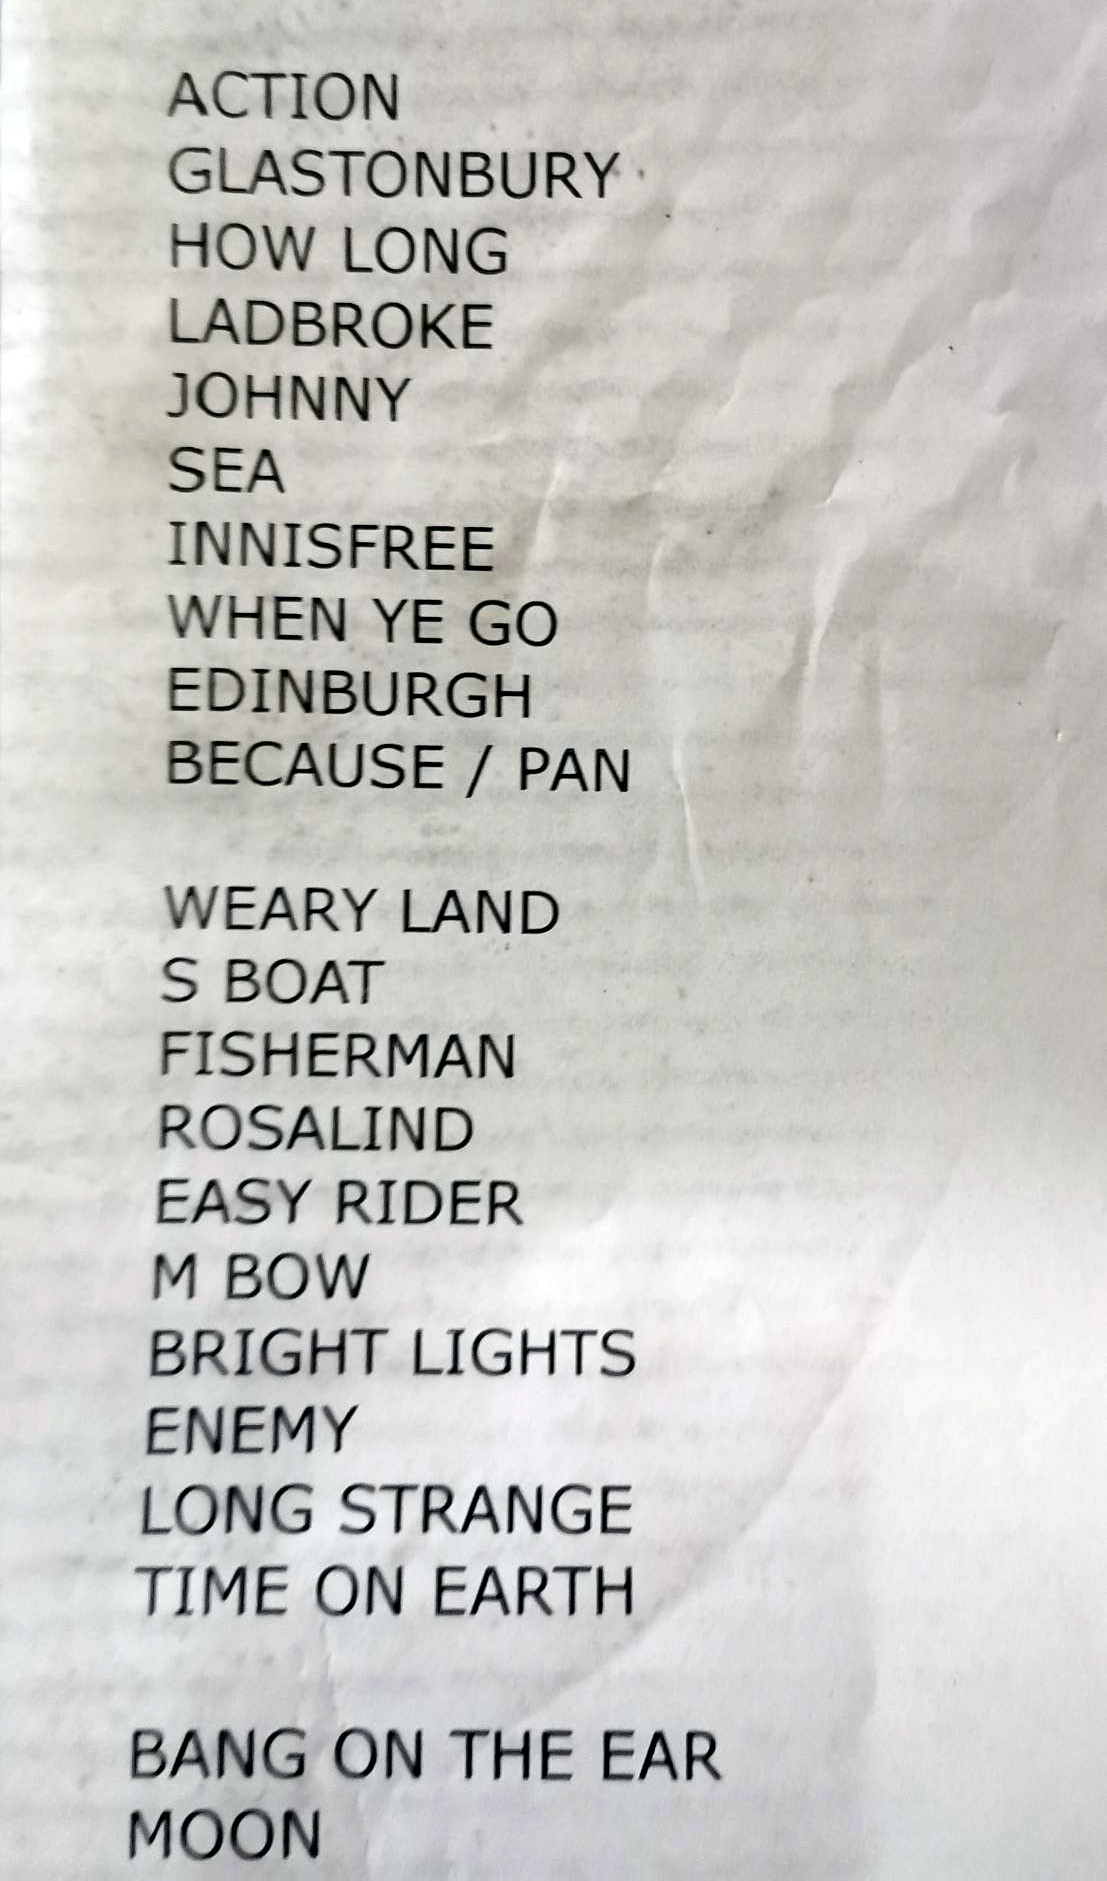 ACTION
GLASTONBURY
HOW LONG
LADBROKE
JOHNNY
SEA
INNISFREE
WHEN YE GO
EDINBURGH
BECAUSE / PAN
WEARY LAND
S BOAT
FISHERMAN
ROSALIND
EASY RIDER
M BOW
BRIGHT LIGHTS
ENEMY
LONG STRANGE
TIME ON EARTH
BANG ON THE EAR
MOON